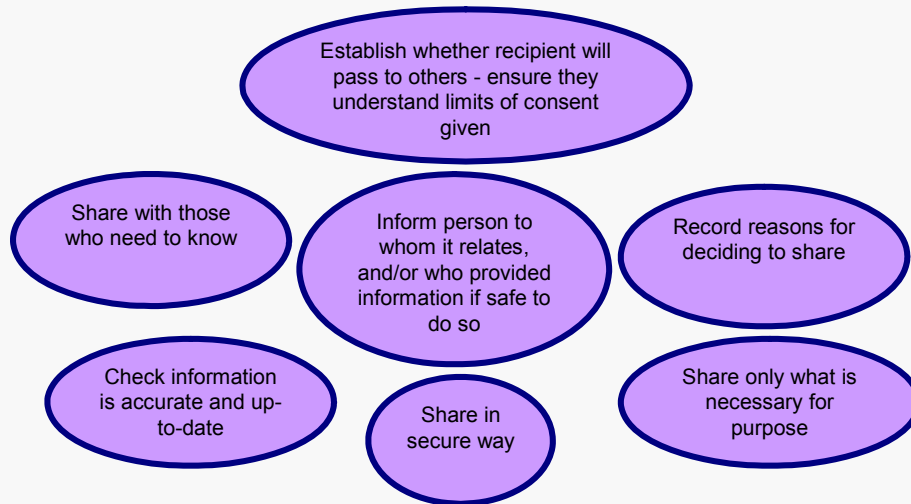 Establish whether recipient will
pass to others - ensure they
understand limits of consent
given
Share with those
who need to know
Inform person to
whom it relates,
and/or who provided
information if safe to
do so
Record reasons for
deciding to share
Check information
is accurate and up-
to-date
Share in
secure way
Share only what is
necessary for
purpose